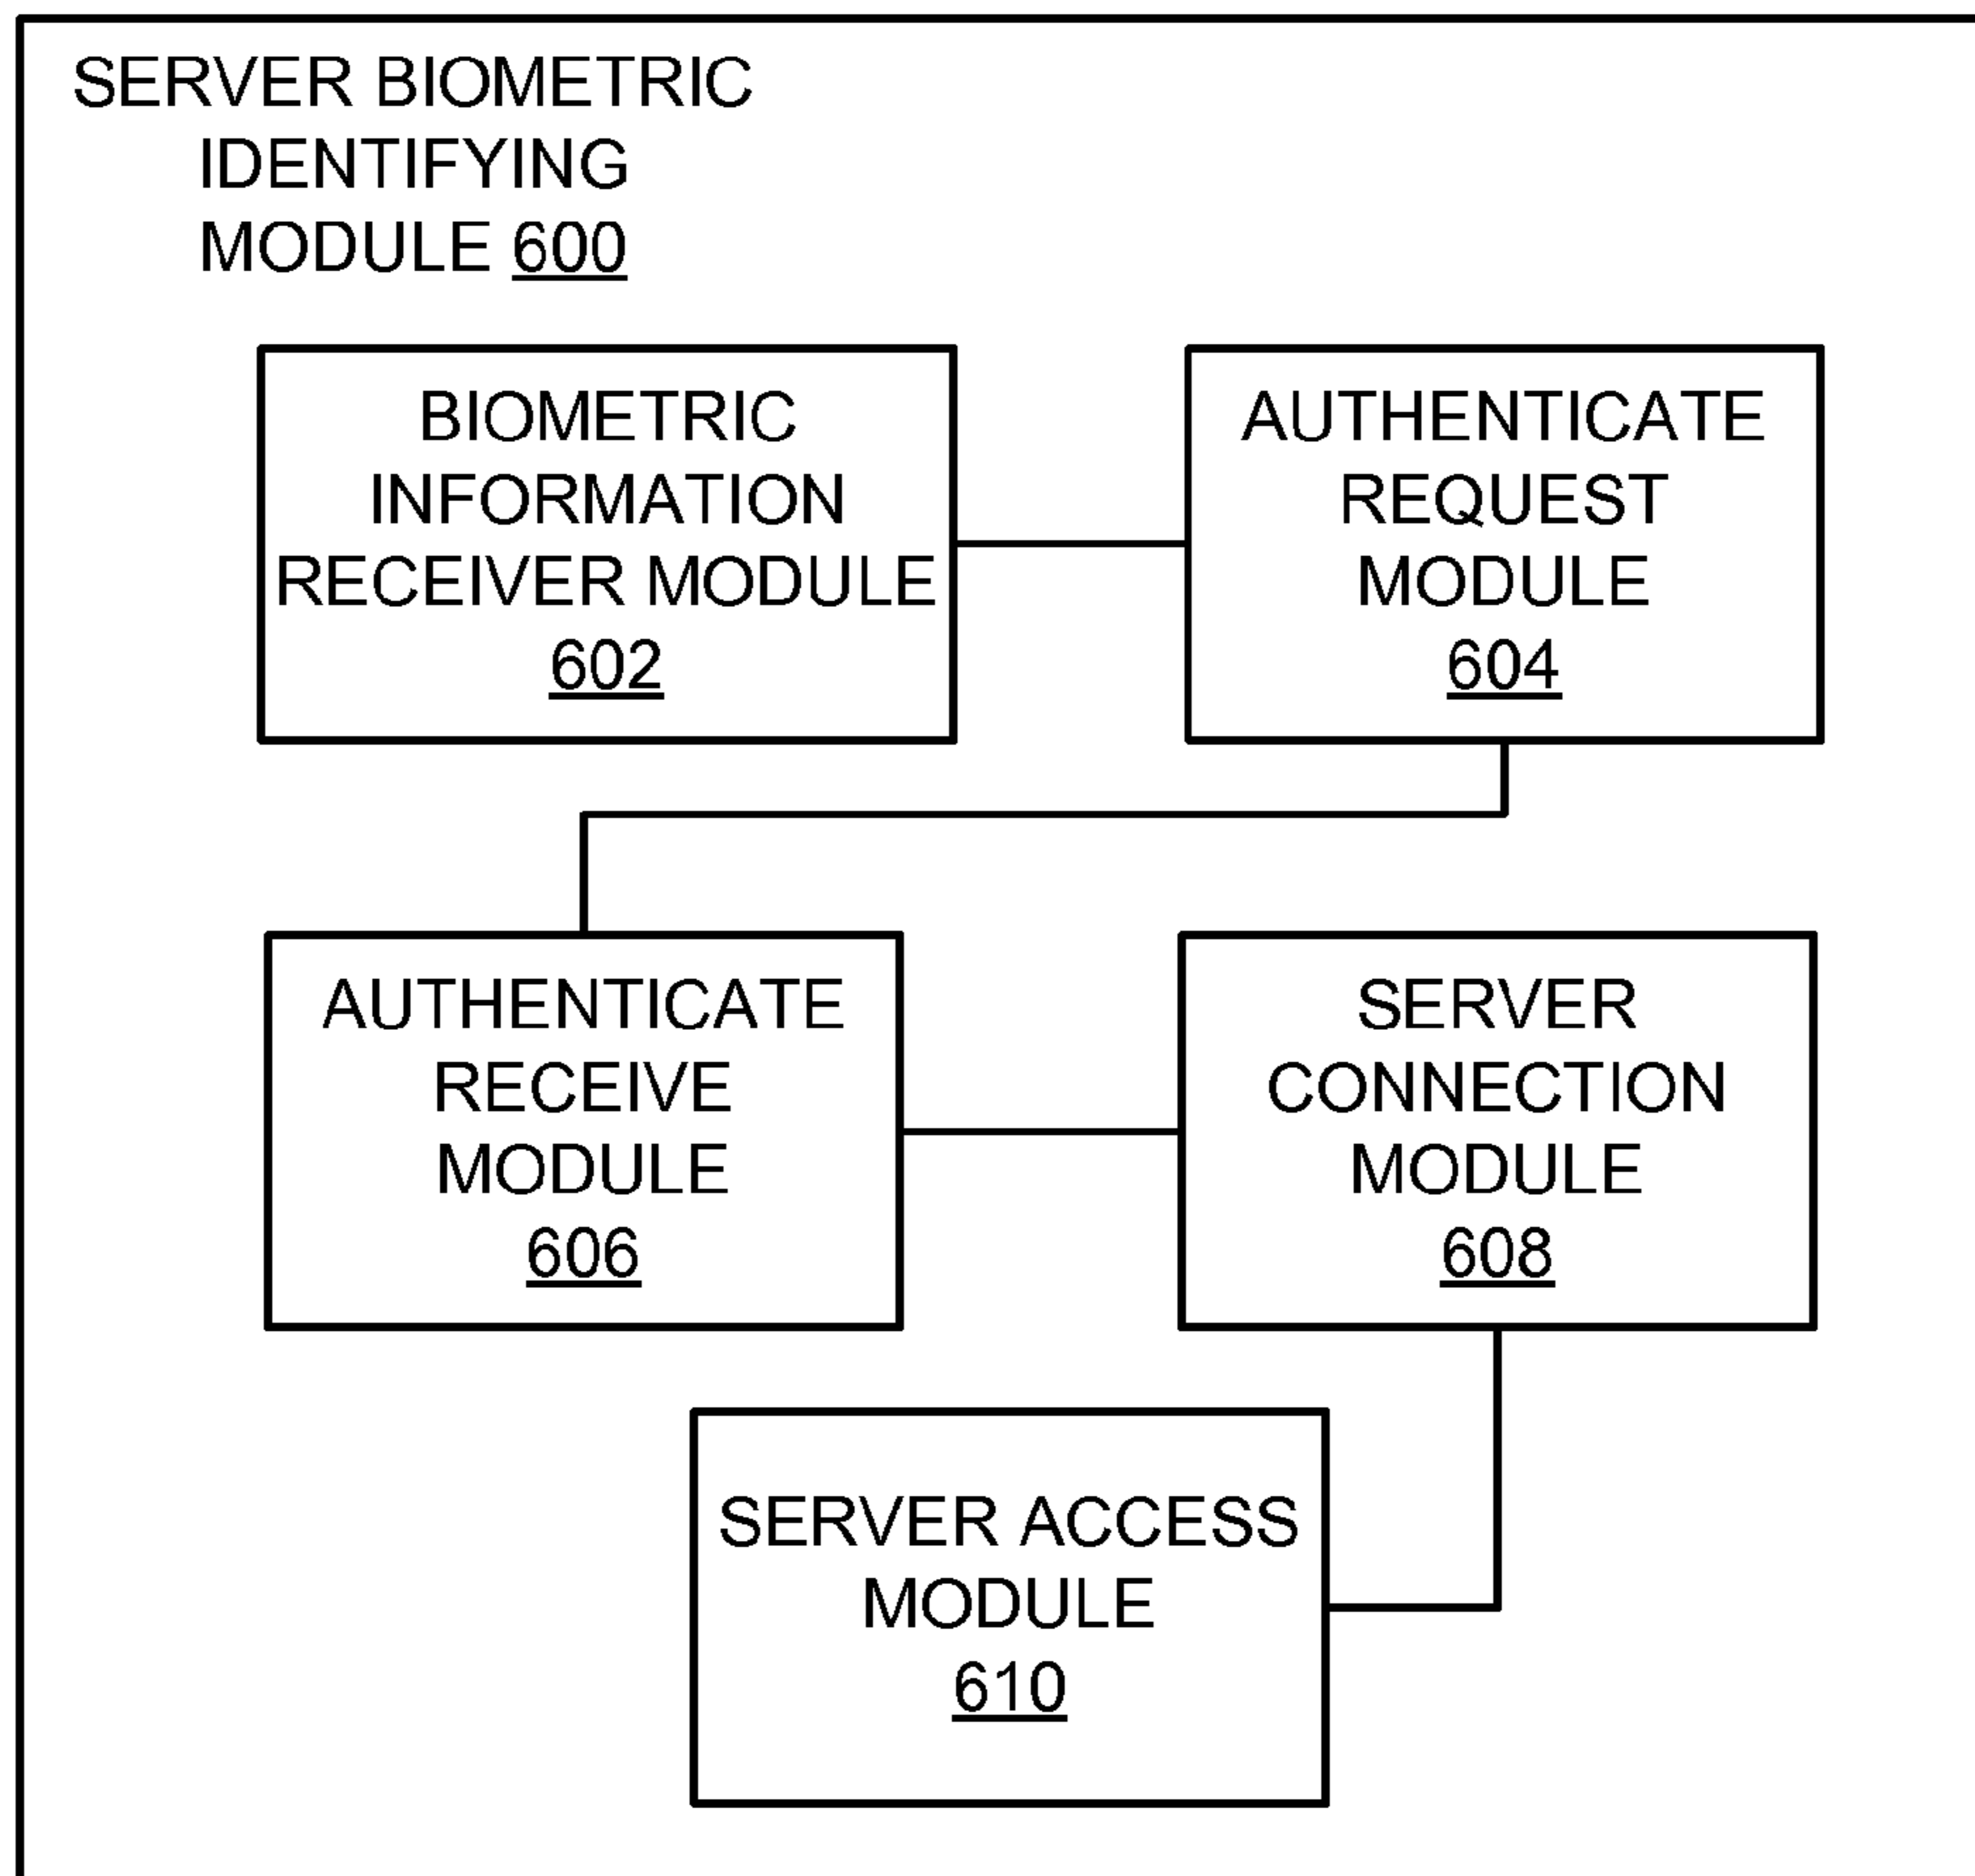 SERVER BIOMETRIC
IDENTIFYING
MODULE 600
BIOMETRIC
INFORMATION
RECEIVER MODULE
602
AUTHENTICATE
REQUEST
MODULE
604
AUTHENTICATE
RECEIVE
MODULE
606
SERVER
CONNECTION
MODULE
608
SERVER ACCESS
MODULE
610